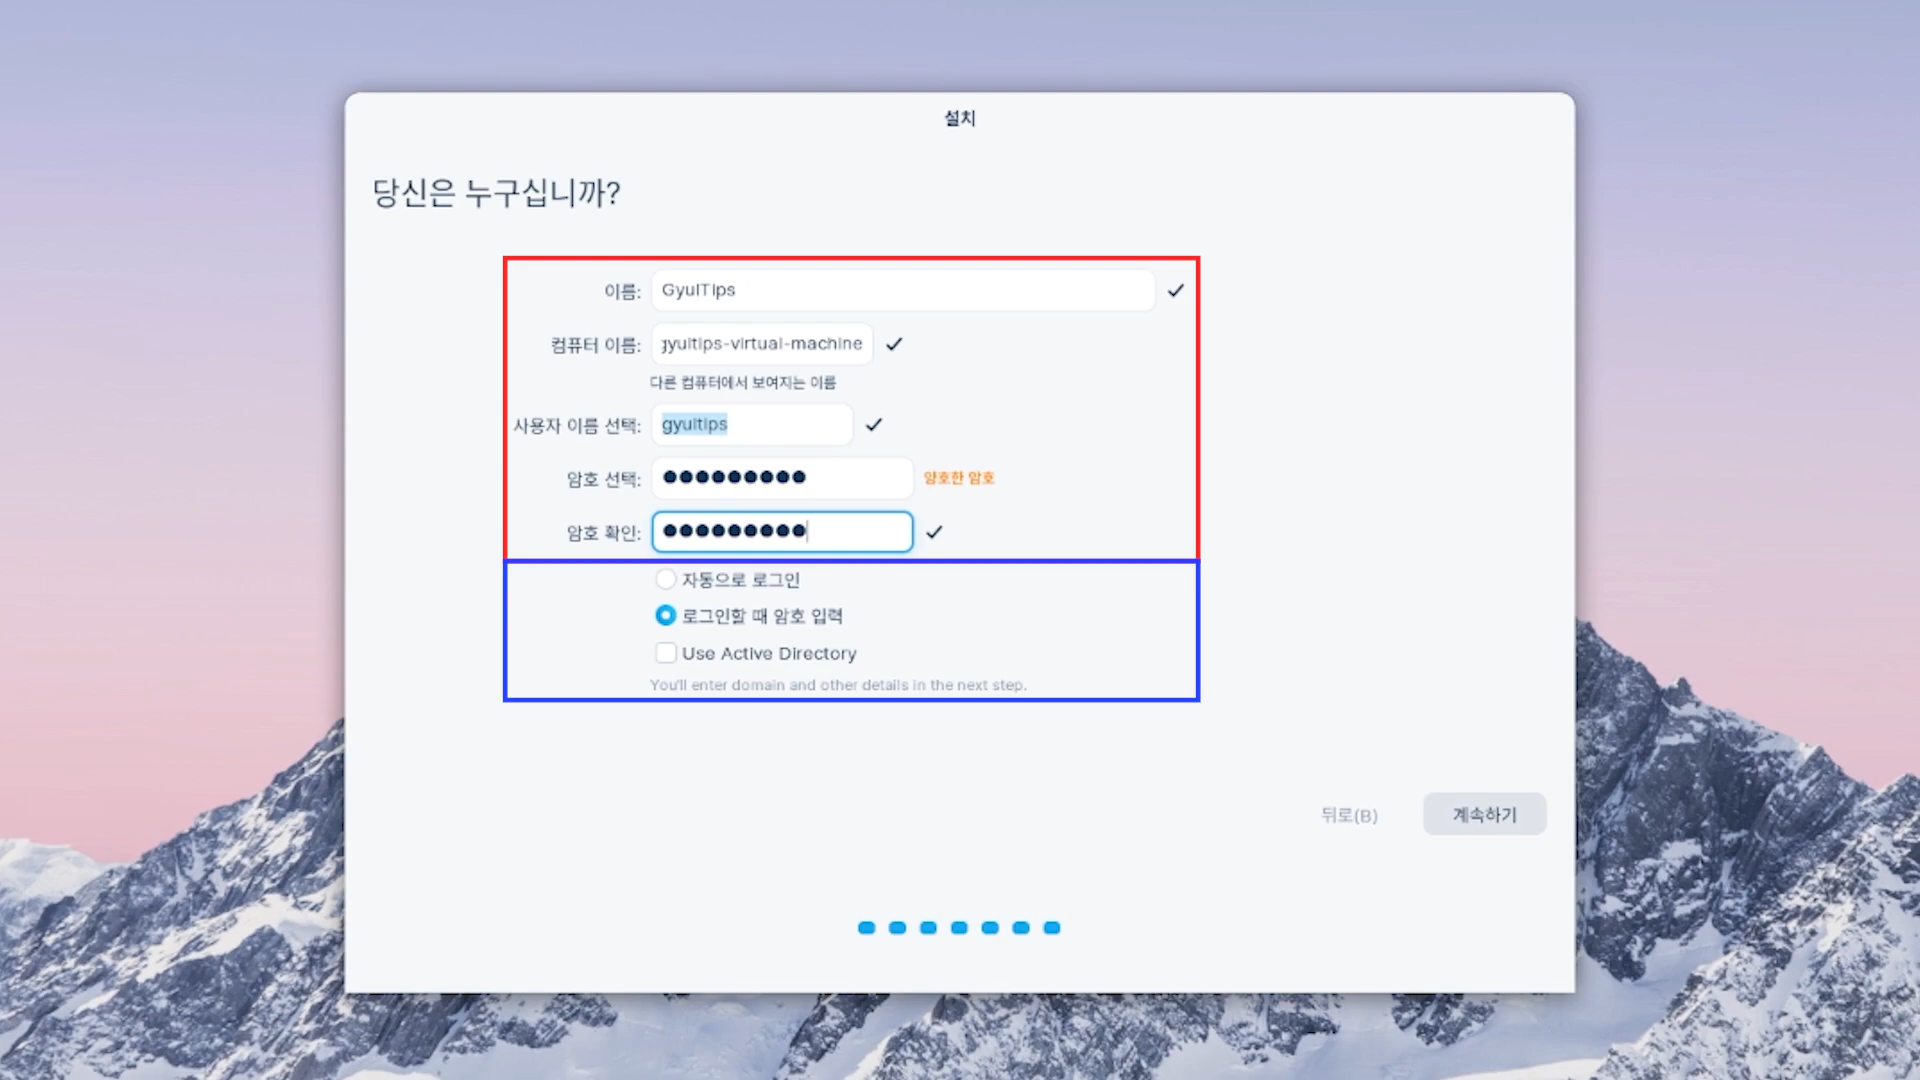 설치
당신은 누구십니까?
이름: GyulTips
컴퓨터 이름: gyultips-virtual-machine
다른 컴퓨터에서 보여지는 이름
사용자 이름 선택: gyultips
암호 선택: ●●●●●●●●● 양호한 암호
암호 확인: ●●●●●●●●●
자동으로 로그인
로그인할 때 암호 입력
Use Active Directory
You'll enter domain and other details in the next step.
뒤로(B) 계속하기